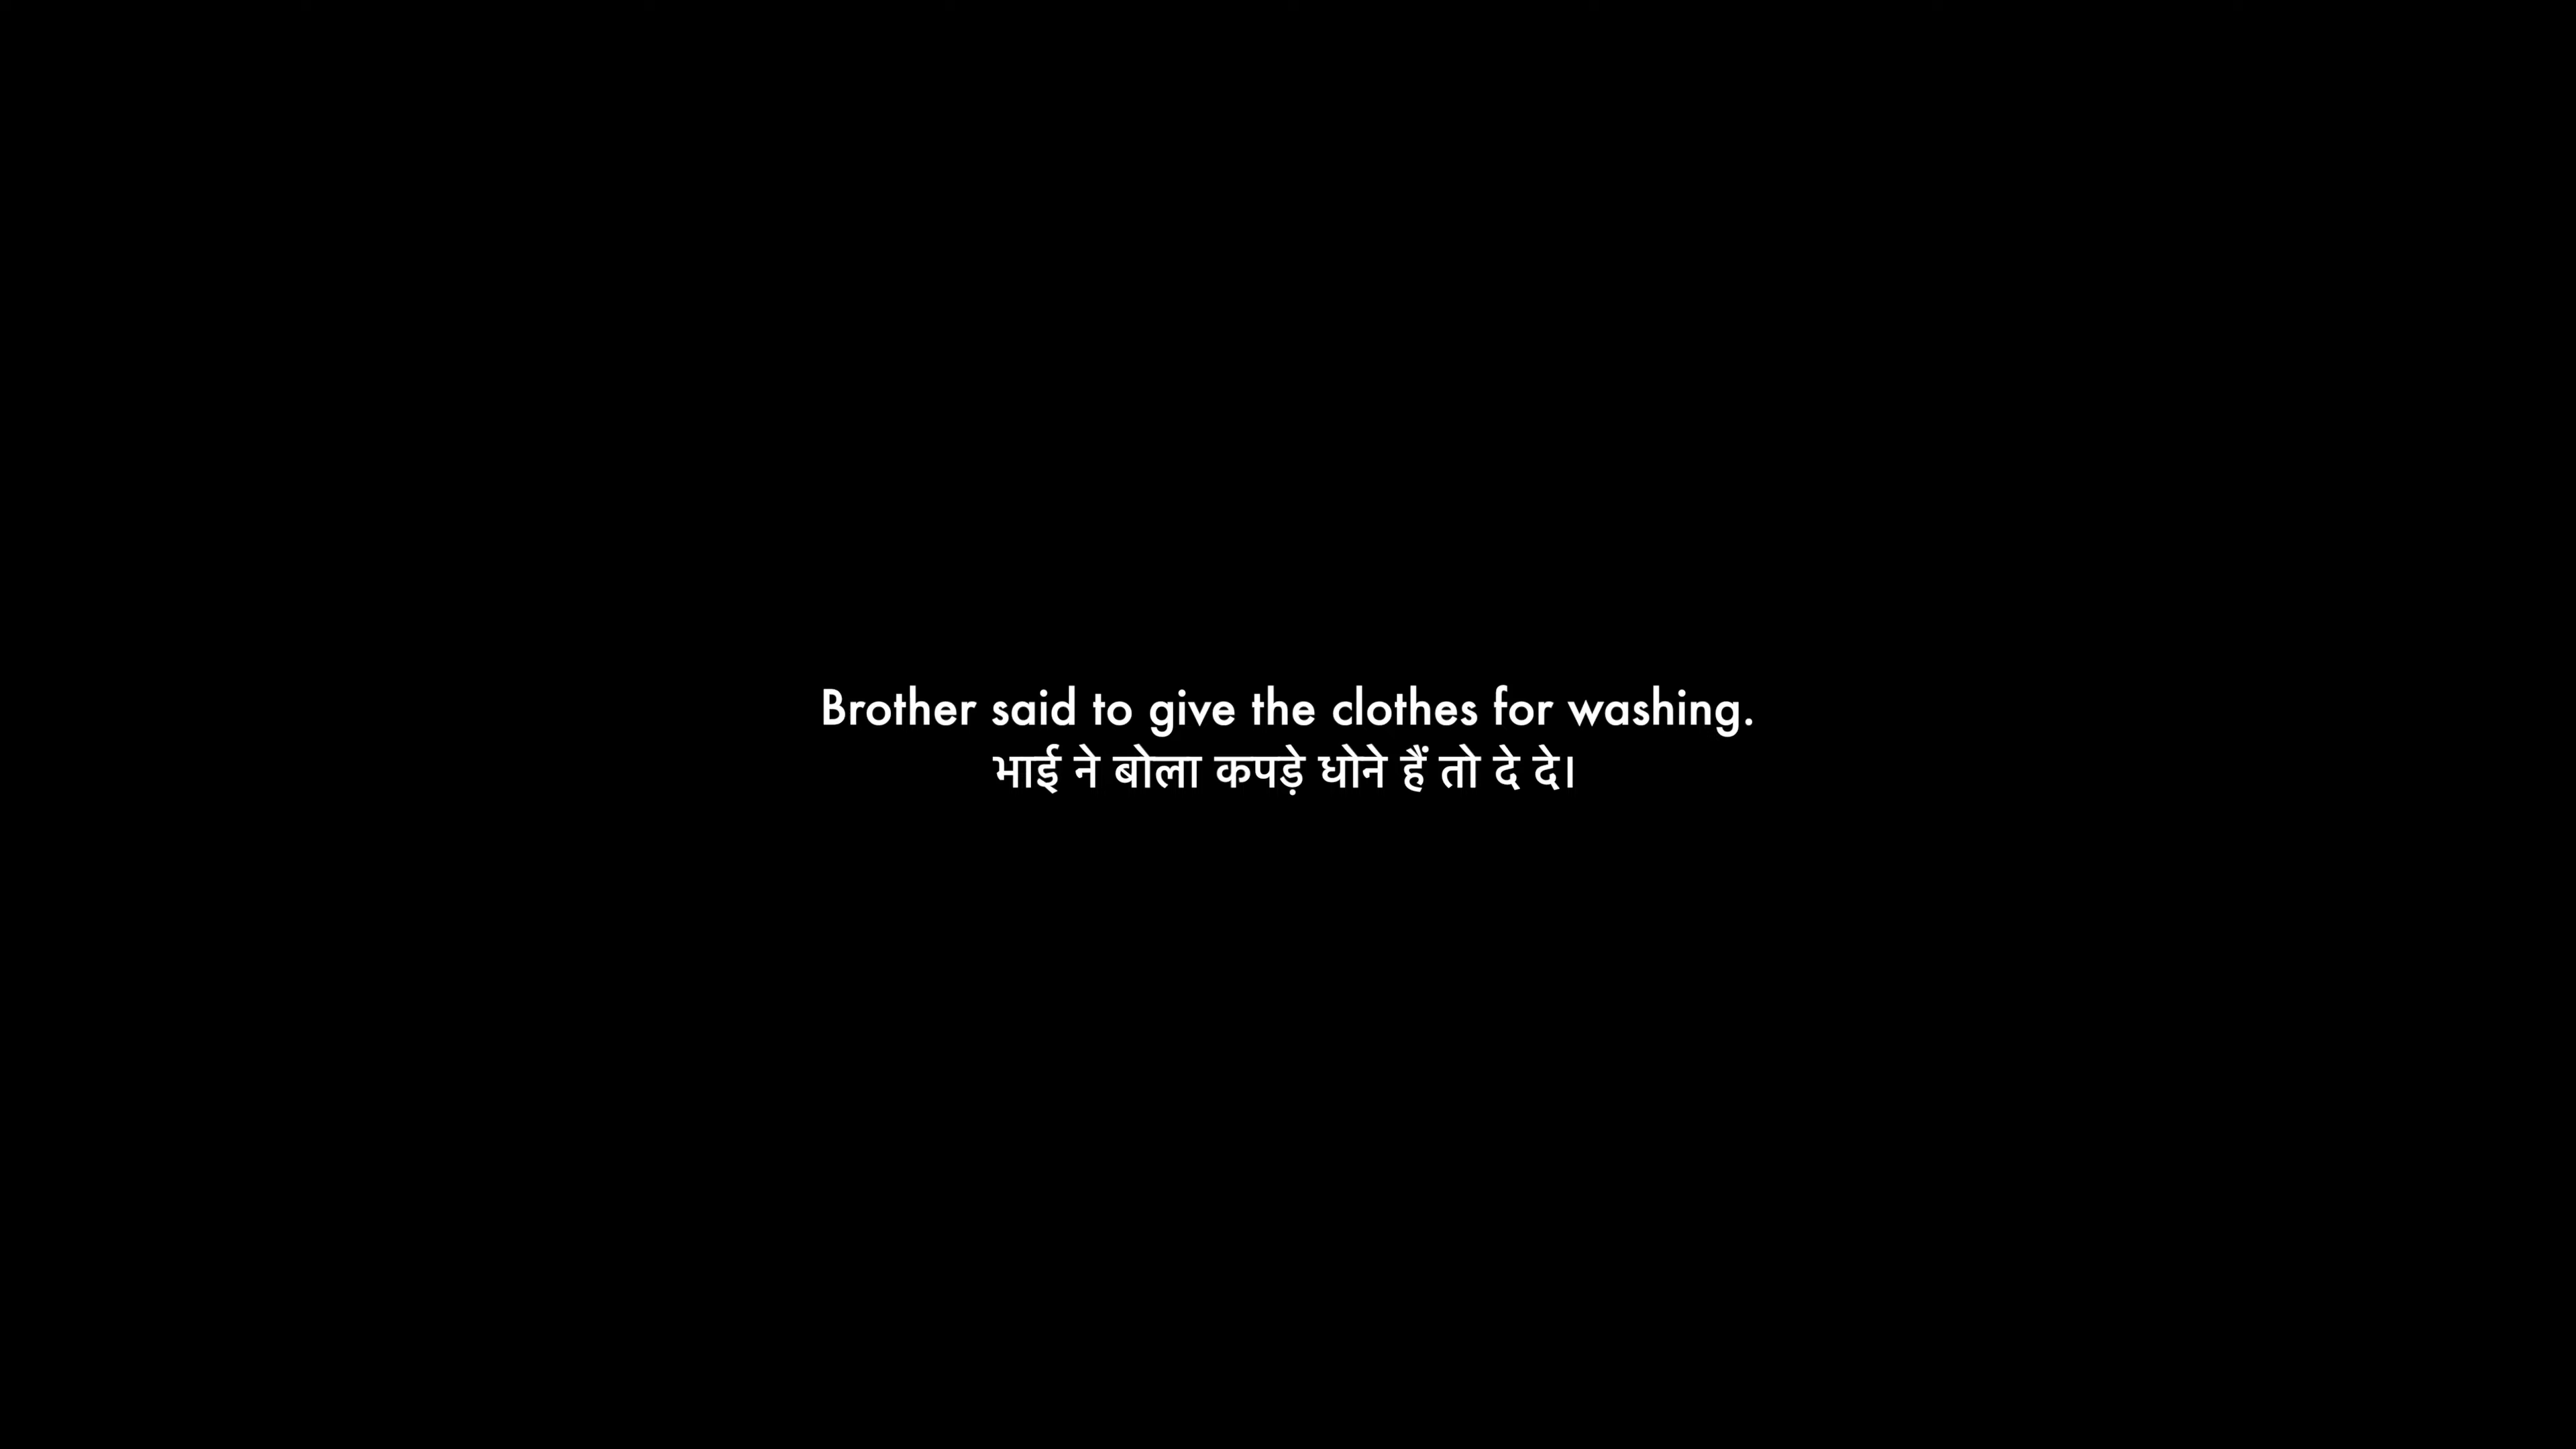 Brother said to give the clothes for washing.
भाई ने बोला कपड़े धोने हैं तो दे दे।